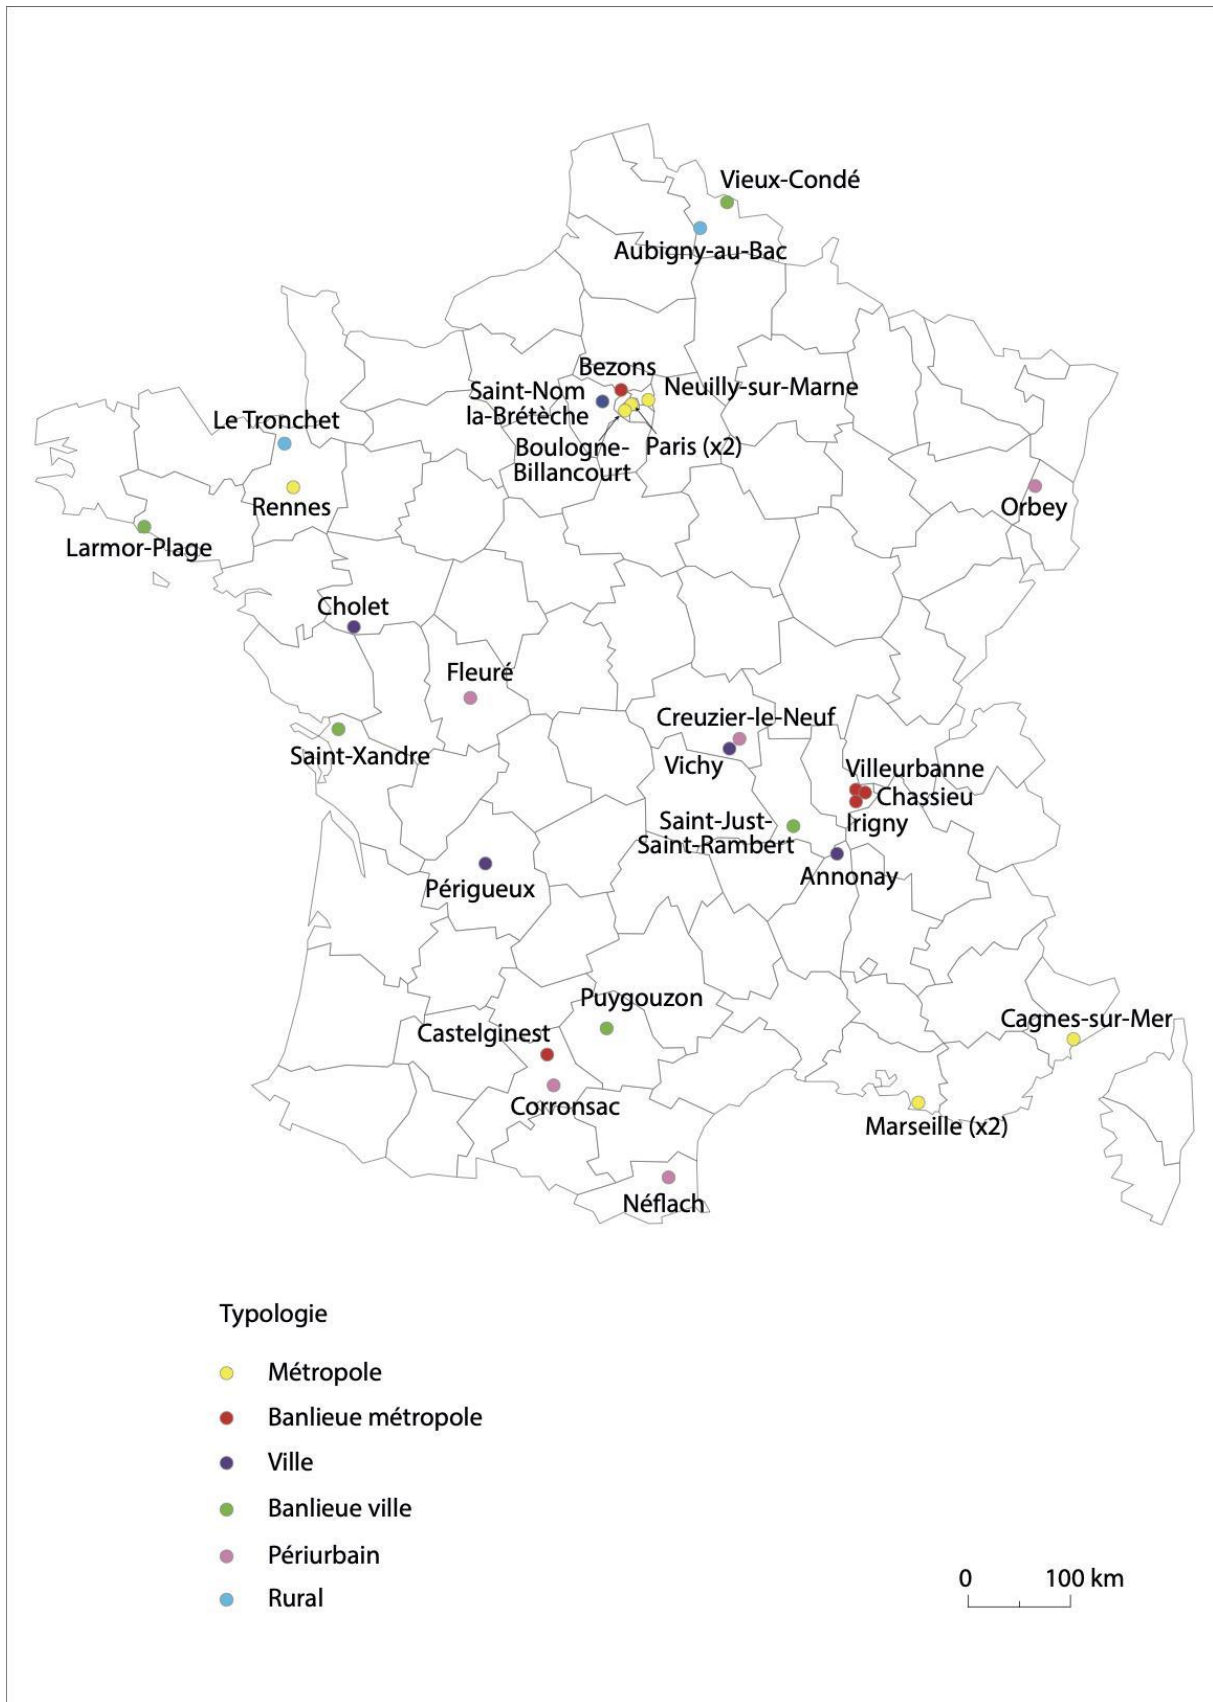 Vieux-Condé
Aubigny-au-Bac
Bezons
Neuilly-sur-Marne
Saint-Nom
la-Brétèche
Le Tronchet
Boulogne-
Billancourt
Paris (x2)
Rennes
Orbey
Larmor-Plage
Cholet
Fleuré
Creuzier-le-Neuf
Saint-Xandre
Vichy
Villeurbanne
Chassieu
Irigny
Saint-Just-
Saint-Rambert
Annonay
Périgueux
Puygouzon
Cagnes-sur-Mer
Castelginest
Corronsac
Marseille (x2)
Néflach
Typologie
Métropole
Banlieue métropole
Ville
Banlieue ville
Périurbain
Rural
0 100 km